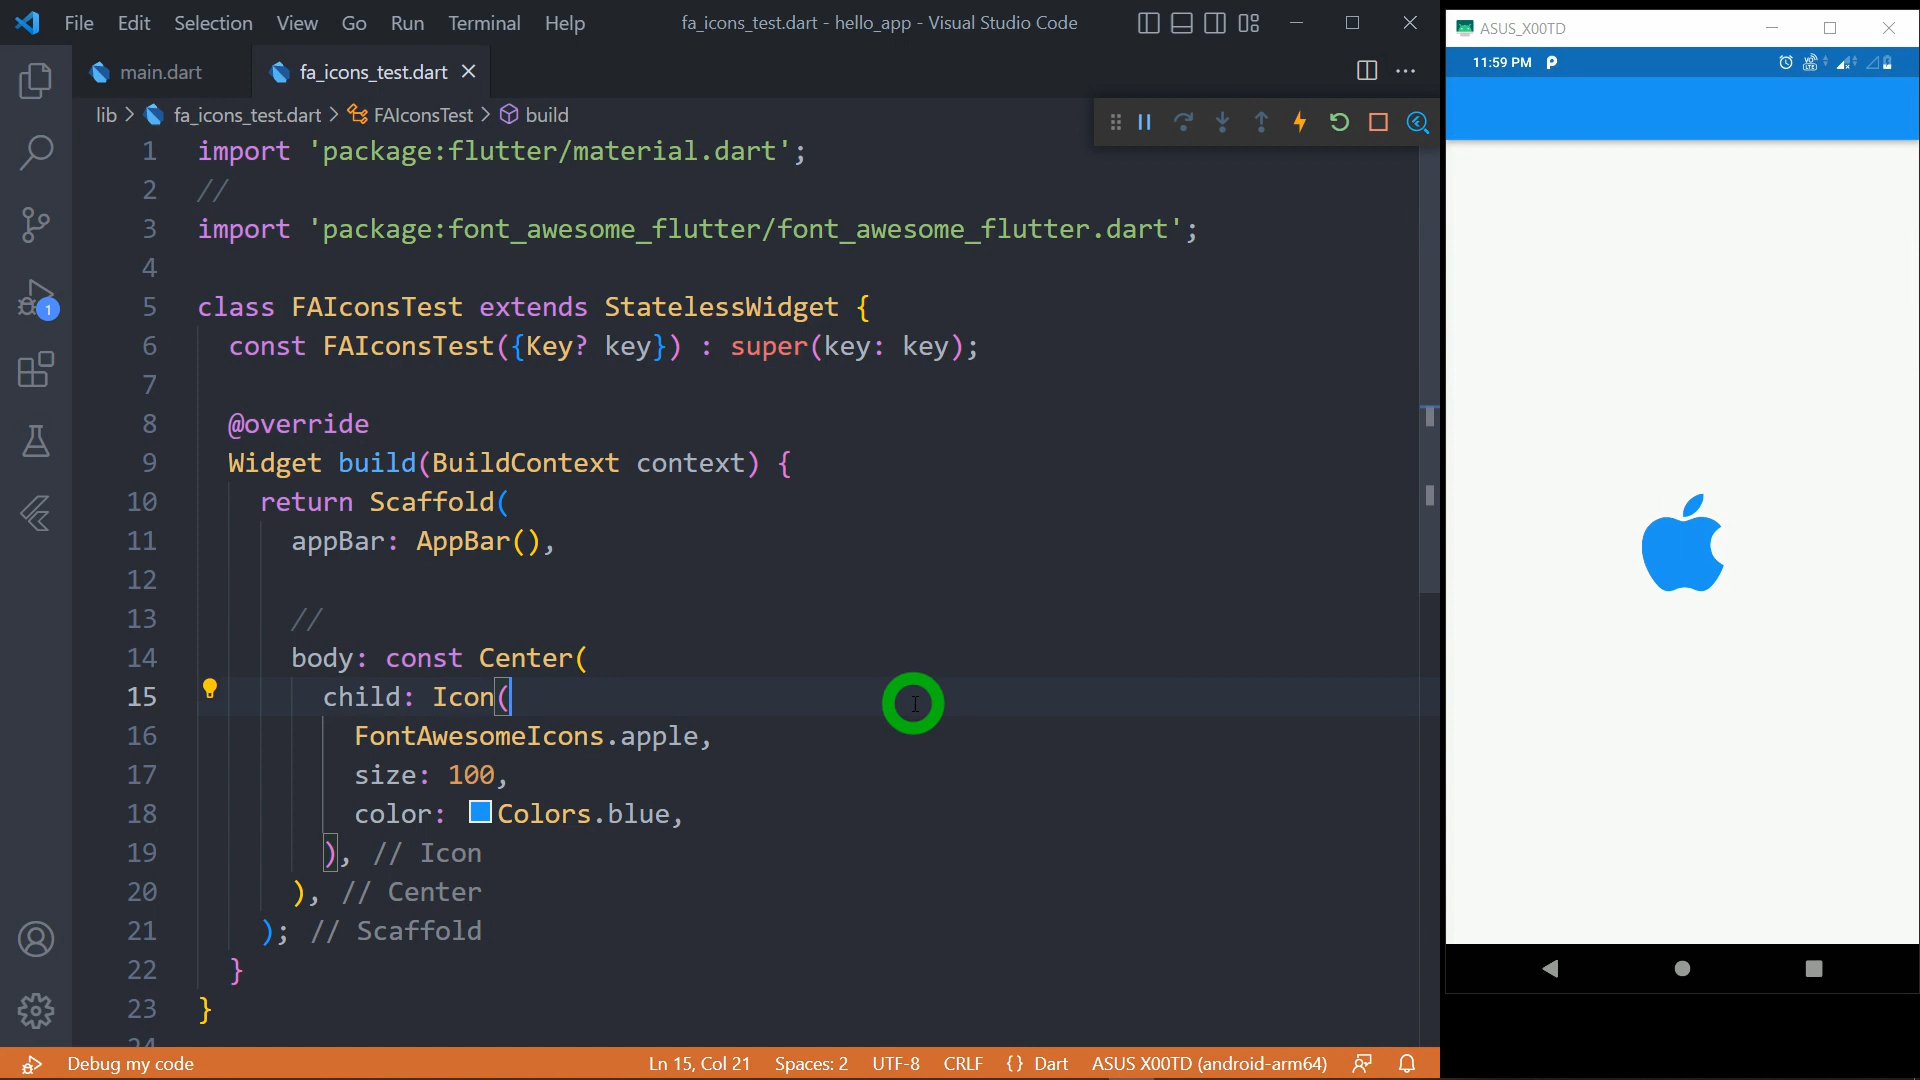 File Edit Selection View Go Run Terminal Help
fa_icons_test.dart - hello_app - Visual Studio Code
main.dart
fa_icons_test.dart
lib > fa_icons_test.dart > FAIconsTest > build
1 import 'package:flutter/material.dart';
2 //
3 import 'package:font_awesome_flutter/font_awesome_flutter.dart';
4
5 class FAIconsTest extends StatelessWidget {
6 const FAIconsTest({Key? key}) : super(key: key);
7
8 @override
9 Widget build(BuildContext context) {
10 return Scaffold(
11 appBar: AppBar(),
12
13 //
14 body: const Center(
15 child: Icon(
16 FontAwesomeIcons.apple,
17 size: 100,
18 color: Colors.blue,
19 ), // Icon
20 ), // Center
21 ); // Scaffold
22 }
23 }
24
1
Debug my code
Ln 15, Col 21
Spaces: 2
UTF-8
CRLF
{} Dart
ASUS X00TD (android-arm64)
ASUS_X00TD
11:59 PM